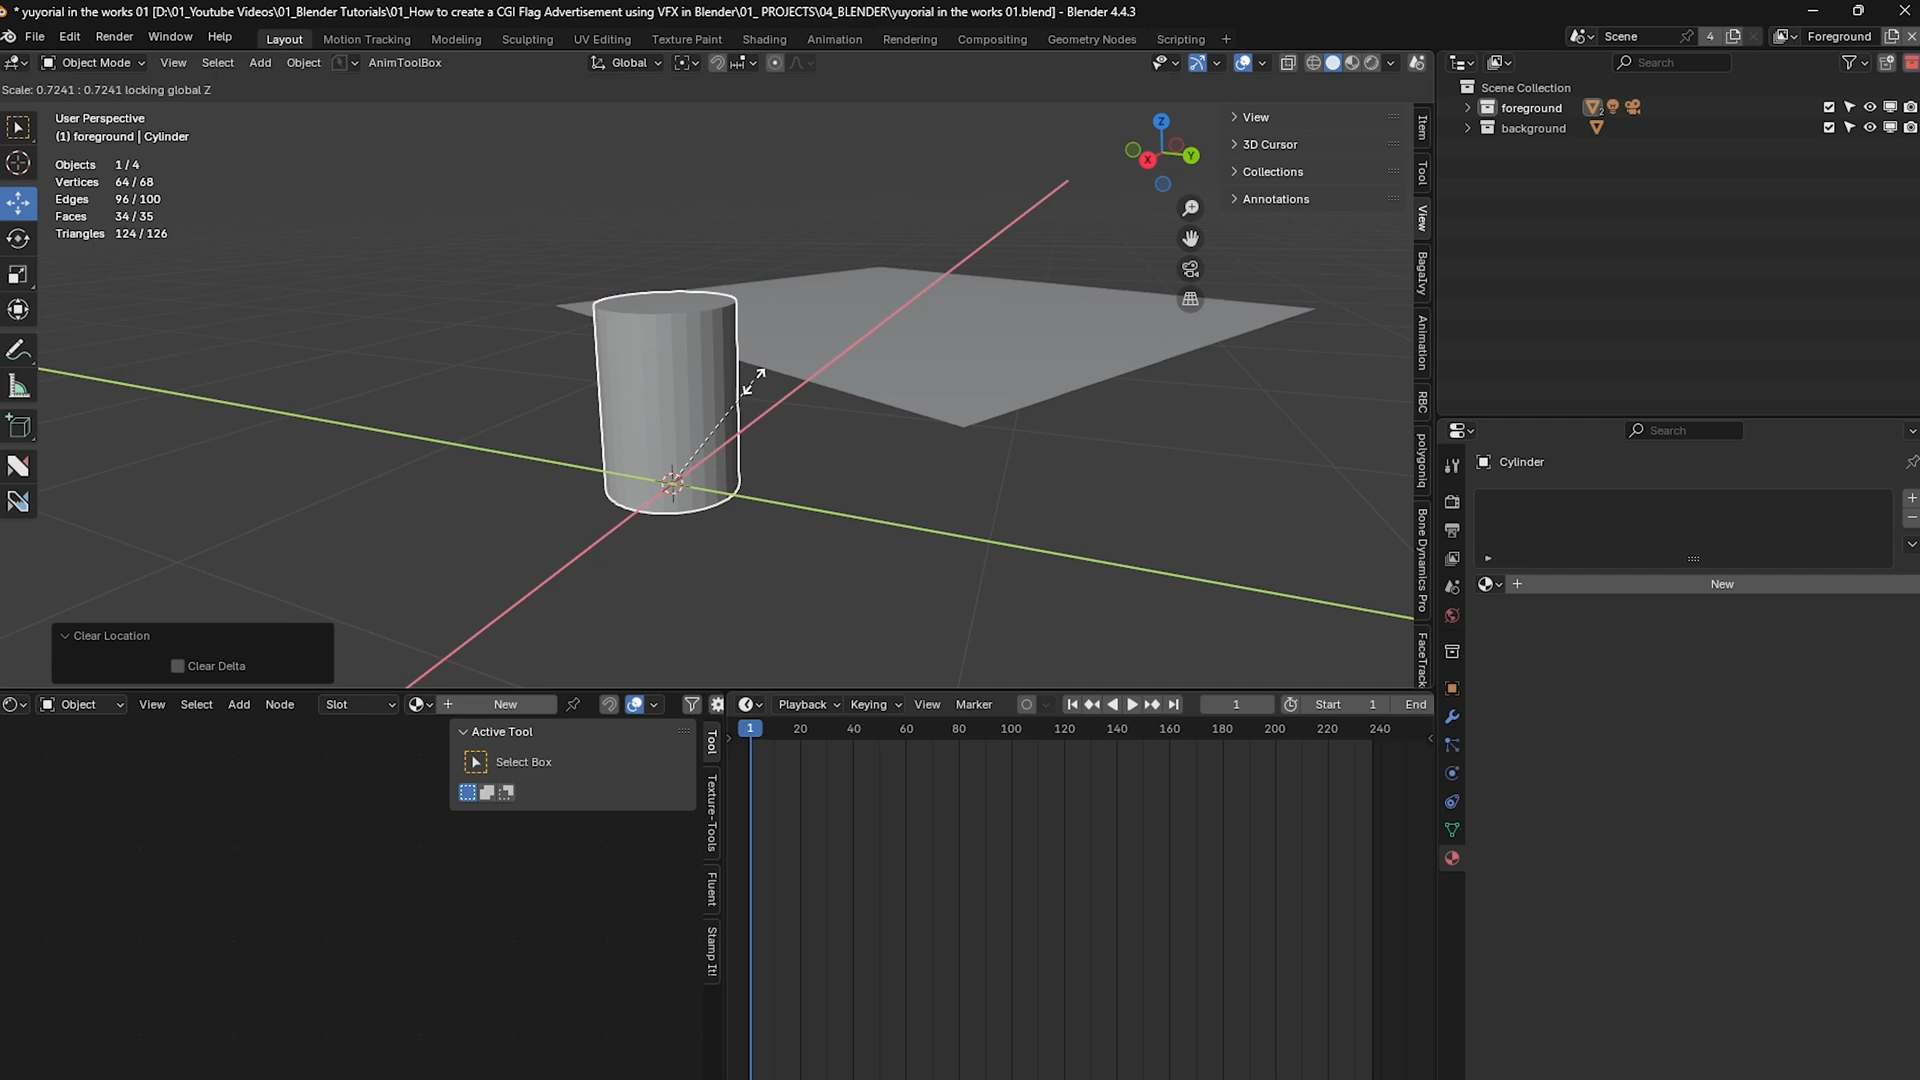 * yuyorial in the works 01 [D:\01_Youtube Videos\01_Blender Tutorials\01_How to create a CGI Flag Advertisement using VFX in Blender\01_ PROJECTS\04_BLENDER\yuyorial in the works 01.blend] - Blender 4.4.3
File Edit Render Window Help Layout Motion Tracking Modeling Sculpting UV Editing Texture Paint Shading Animation Rendering Compositing Geometry Nodes Scripting + Scene 4 Foreground
Object Mode View Select Add Object AnimToolBox Global Search
Scale: 0.7241 : 0.7241 locking global Z
Scene Collection
foreground 2
background
User Perspective
(1) foreground | Cylinder
Objects 1 / 4
Vertices 64 / 68
Edges 96 / 100
Faces 34 / 35
Triangles 124 / 126
Z
X
Y
View
3D Cursor
Collections
Annotations
Item
Tool
View
BagaIvy
Animation
RBC
polygoniq
Bone Dynamics Pro
FaceTrack
Search
Cylinder
New
Clear Location
Clear Delta
Object View Select Add Node Slot New
Playback Keying View Marker 1 Start 1 End
1 20 40 60 80 100 120 140 160 180 200 220 240
Active Tool
Select Box
Tool
Texture-Tools
Fluent
Stamp It!